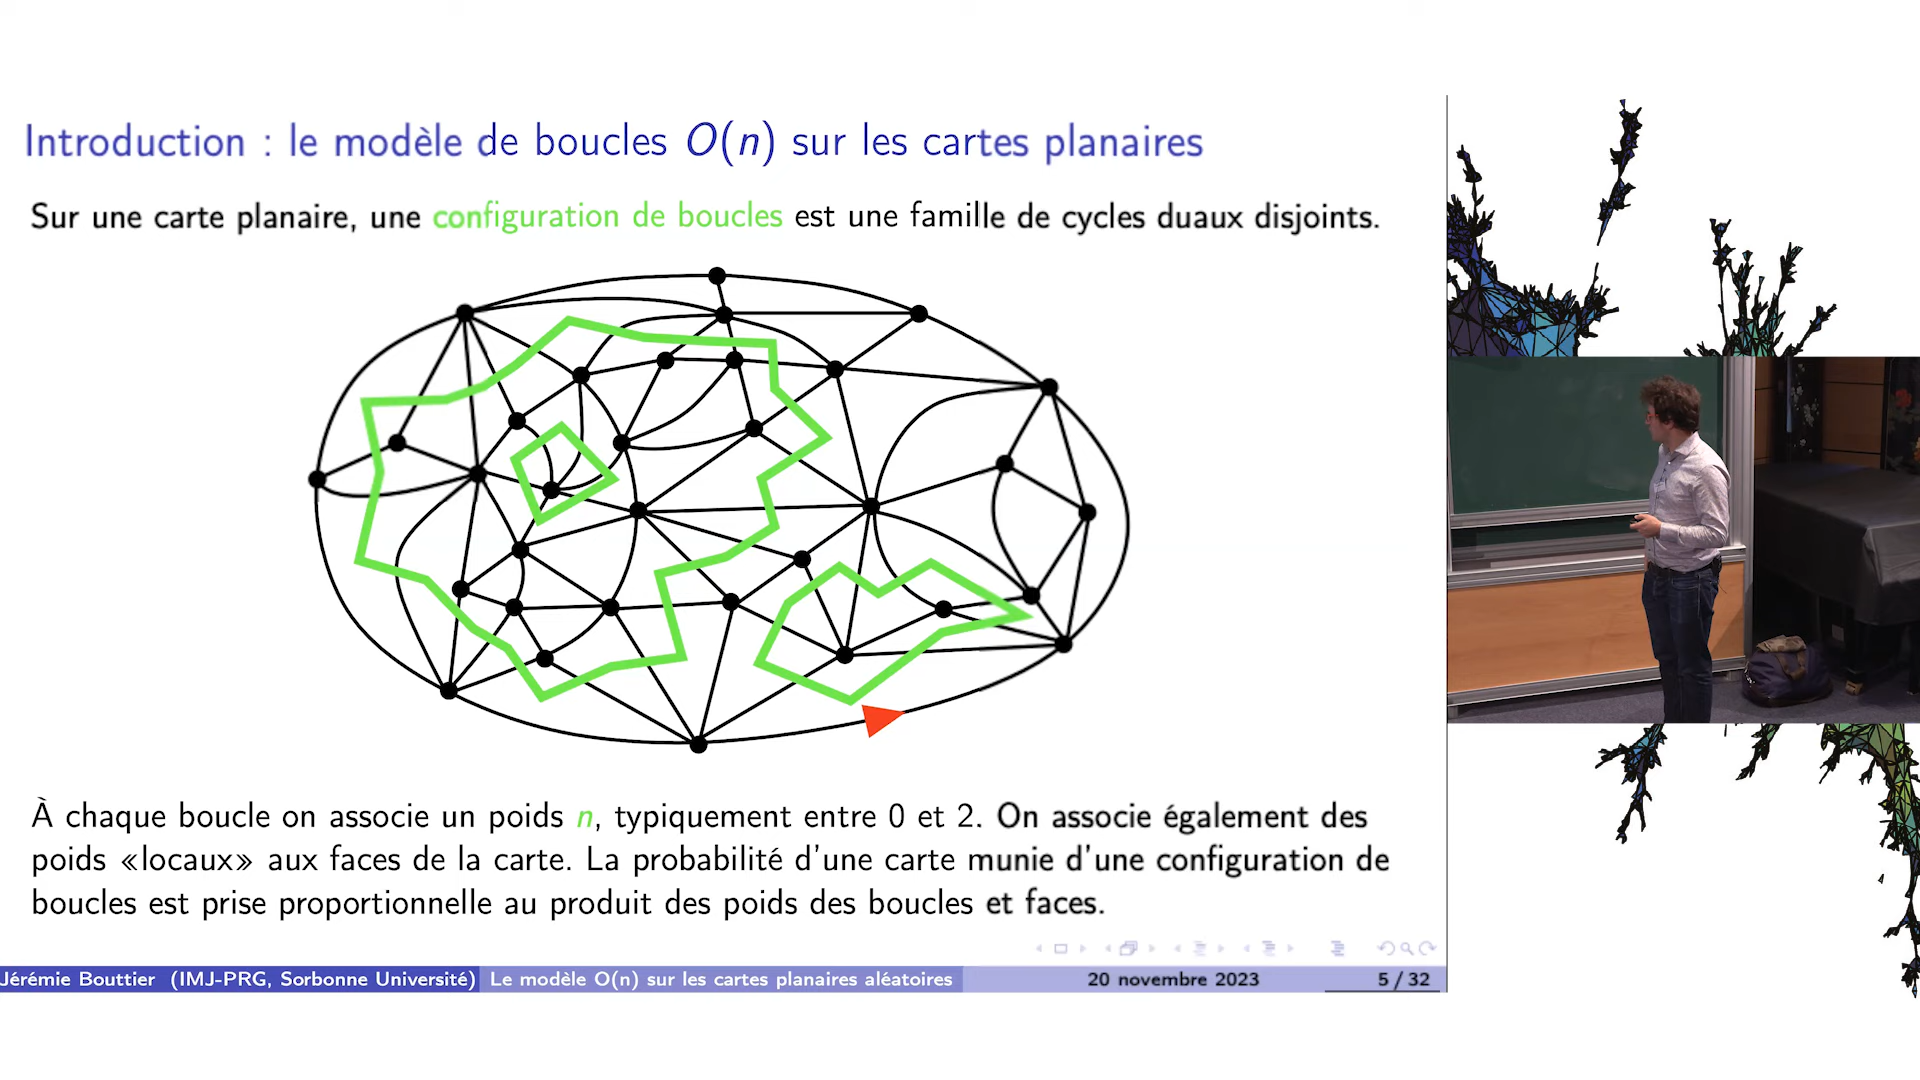 Introduction : le modèle de boucles O(n) sur les cartes planaires
Sur une carte planaire, une configuration de boucles est une famille de cycles duaux disjoints.
À chaque boucle on associe un poids n, typiquement entre 0 et 2. On associe également des
poids «locaux» aux faces de la carte. La probabilité d'une carte munie d'une configuration de
boucles est prise proportionnelle au produit des poids des boucles et faces.
Jérémie Bouttier (IMJ-PRG, Sorbonne Université) Le modèle O(n) sur les cartes planaires aléatoires 20 novembre 2023 5 / 32